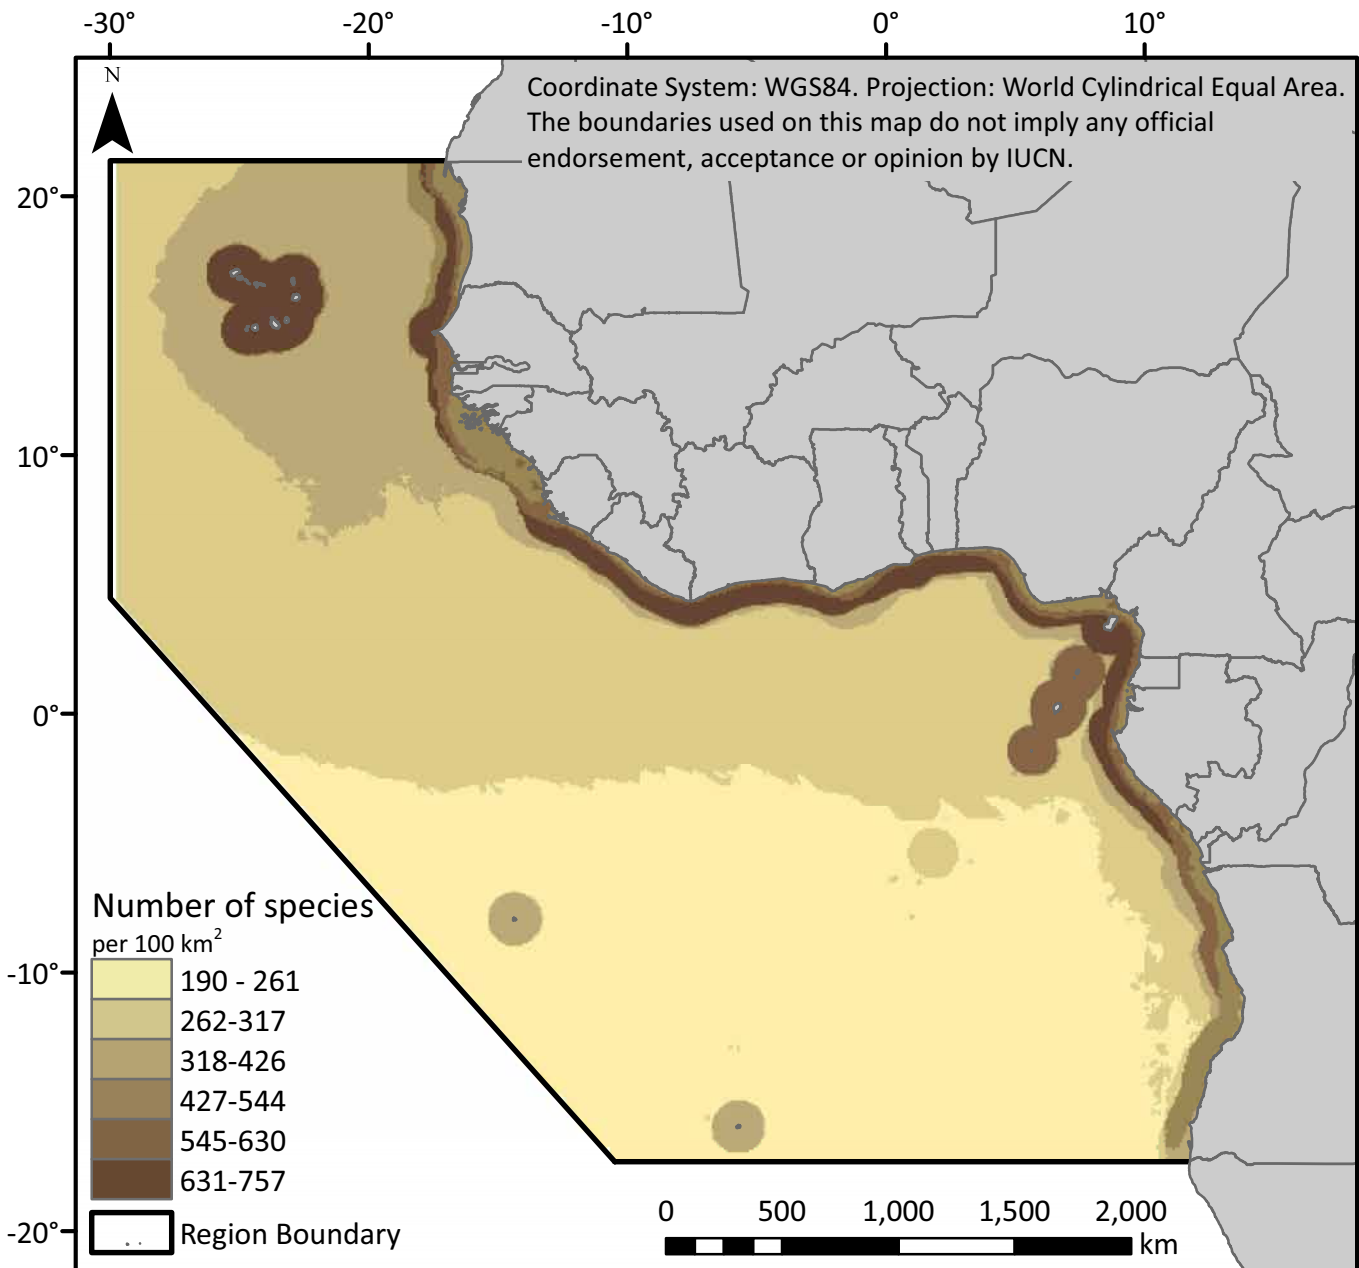 -30° -20° -10° 0° 10°
N
Coordinate System: WGS84. Projection: World Cylindrical Equal Area.
The boundaries used on this map do not imply any official
endorsement, acceptance or opinion by IUCN.
20°
10°
0°
-10°
-20°
Number of species
per 100 km²
190 - 261
262-317
318-426
427-544
545-630
631-757
Region Boundary
0 500 1,000 1,500 2,000
km